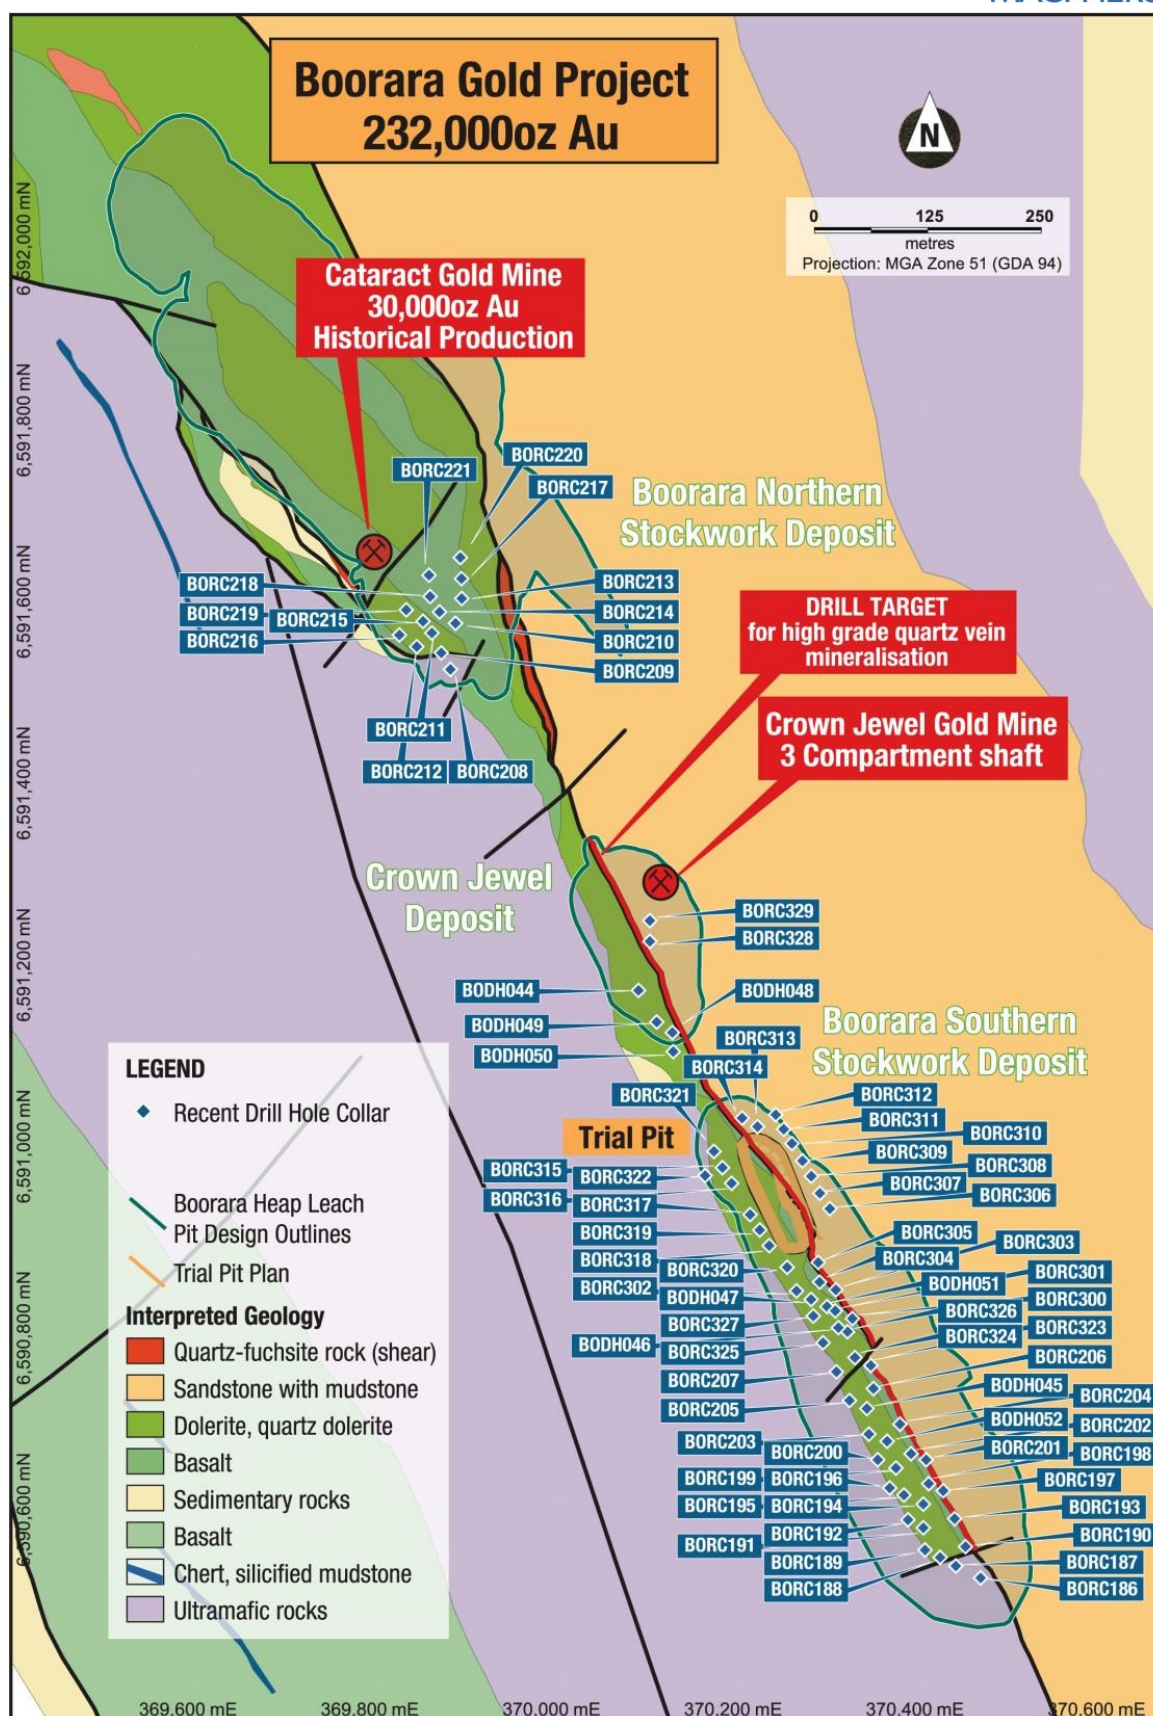 Boorara Gold Project
232,000oz Au
N
0 125 250
metres
Projection: MGA Zone 51 (GDA 94)
6,592,000 mN
6,591,800 mN
6,591,600 mN
6,591,400 mN
6,591,200 mN
6,591,000 mN
6,590,800 mN
6,590,600 mN
Cataract Gold Mine
30,000oz Au
Historical Production
BORC220
BORC221
BORC217
Boorara Northern
Stockwork Deposit
BORC218
BORC213
BORC219
BORC215
BORC214
BORC216
BORC210
BORC209
BORC211
BORC212
BORC208
DRILL TARGET
for high grade quartz vein
mineralisation
Crown Jewel Gold Mine
3 Compartment shaft
Crown Jewel
Deposit
BORC329
BORC328
BODH044
BODH048
BODH049
BODH050
Boorara Southern
Stockwork Deposit
BORC313
BORC314
BORC321
BORC312
BORC311
BORC310
Trial Pit
BORC309
BORC315
BORC308
BORC322
BORC307
BORC316
BORC306
BORC317
BORC319
BORC305
BORC303
BORC318
BORC304
BORC320
BORC301
BORC302
BODH051
BODH047
BORC300
BORC326
BORC327
BORC323
BORC324
BODH046
BORC325
BORC206
BORC207
BODH045
BORC204
BORC205
BODH052
BORC202
BORC203
BORC200
BORC201
BORC198
BORC199
BORC196
BORC197
BORC195
BORC194
BORC193
BORC192
BORC190
BORC191
BORC189
BORC187
BORC188
BORC186
LEGEND
Recent Drill Hole Collar
Boorara Heap Leach
Pit Design Outlines
Trial Pit Plan
Interpreted Geology
Quartz-fuchsite rock (shear)
Sandstone with mudstone
Dolerite, quartz dolerite
Basalt
Sedimentary rocks
Basalt
Chert, silicified mudstone
Ultramafic rocks
369,600 mE 369,800 mE 370,000 mE 370,200 mE 370,400 mE 370,600 mE